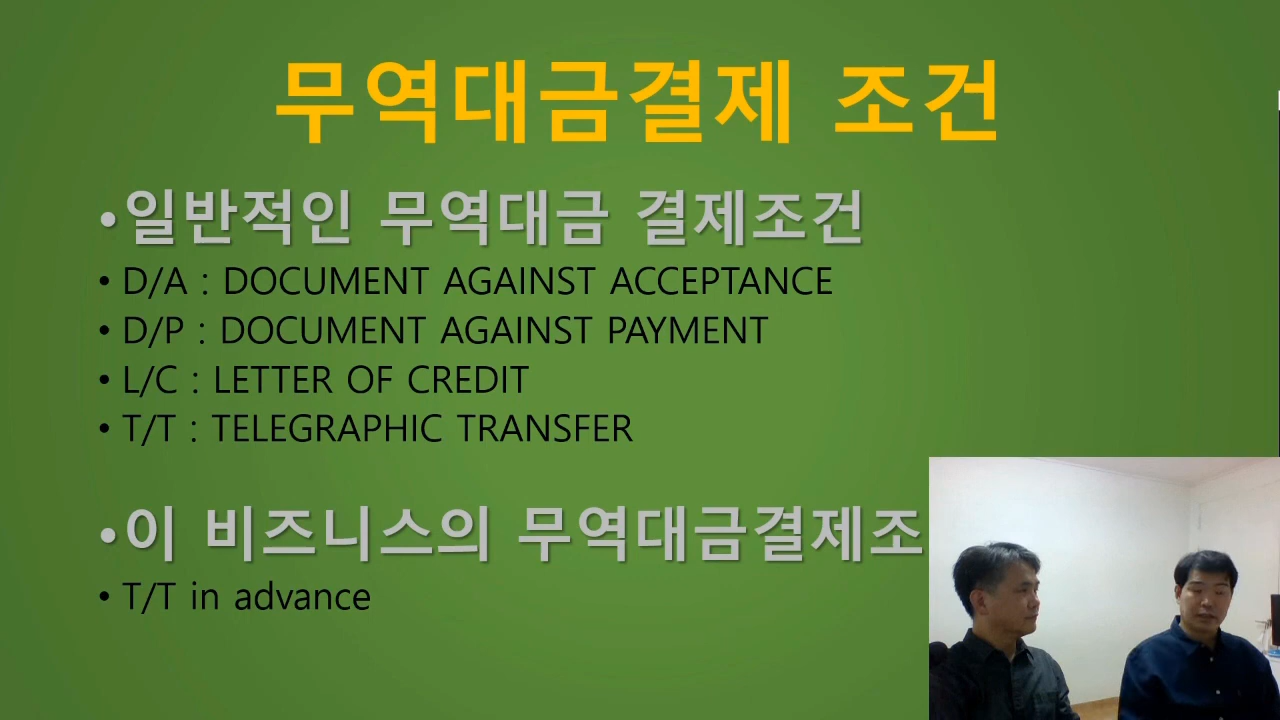 무역대금결제 조건
•일반적인 무역대금 결제조건
• D/A : DOCUMENT AGAINST ACCEPTANCE
• D/P : DOCUMENT AGAINST PAYMENT
• L/C : LETTER OF CREDIT
• T/T : TELEGRAPHIC TRANSFER
•이 비즈니스의 무역대금결제조
• T/T in advance